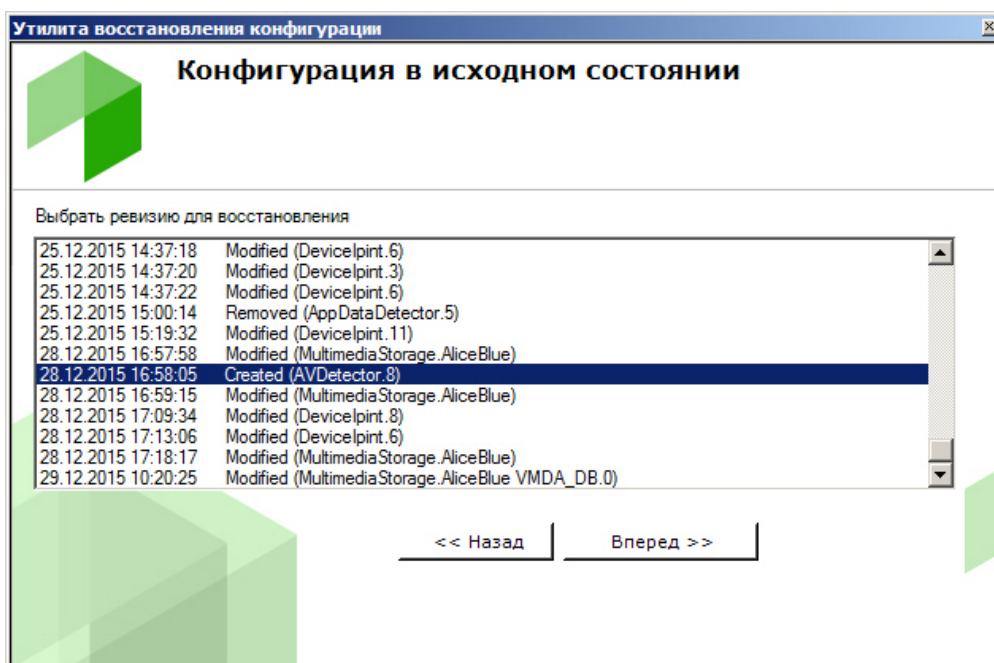 Утилита восстановления конфигурации
Конфигурация в исходном состоянии
Выбрать ревизию для восстановления
25.12.2015 14:37:18 Modified (DeviceIpint.6)
25.12.2015 14:37:20 Modified (DeviceIpint.3)
25.12.2015 14:37:22 Modified (DeviceIpint.6)
25.12.2015 15:00:14 Removed (AppDataDetector.5)
25.12.2015 15:19:32 Modified (DeviceIpint.11)
28.12.2015 16:57:58 Modified (MultimediaStorage.AliceBlue)
28.12.2015 16:58:05 Created (AVDetector.8)
28.12.2015 16:59:15 Modified (MultimediaStorage.AliceBlue)
28.12.2015 17:09:34 Modified (DeviceIpint.8)
28.12.2015 17:13:06 Modified (DeviceIpint.6)
28.12.2015 17:18:17 Modified (MultimediaStorage.AliceBlue)
29.12.2015 10:20:25 Modified (MultimediaStorage.AliceBlue VMDA_DB.0)
<< Назад Вперед >>